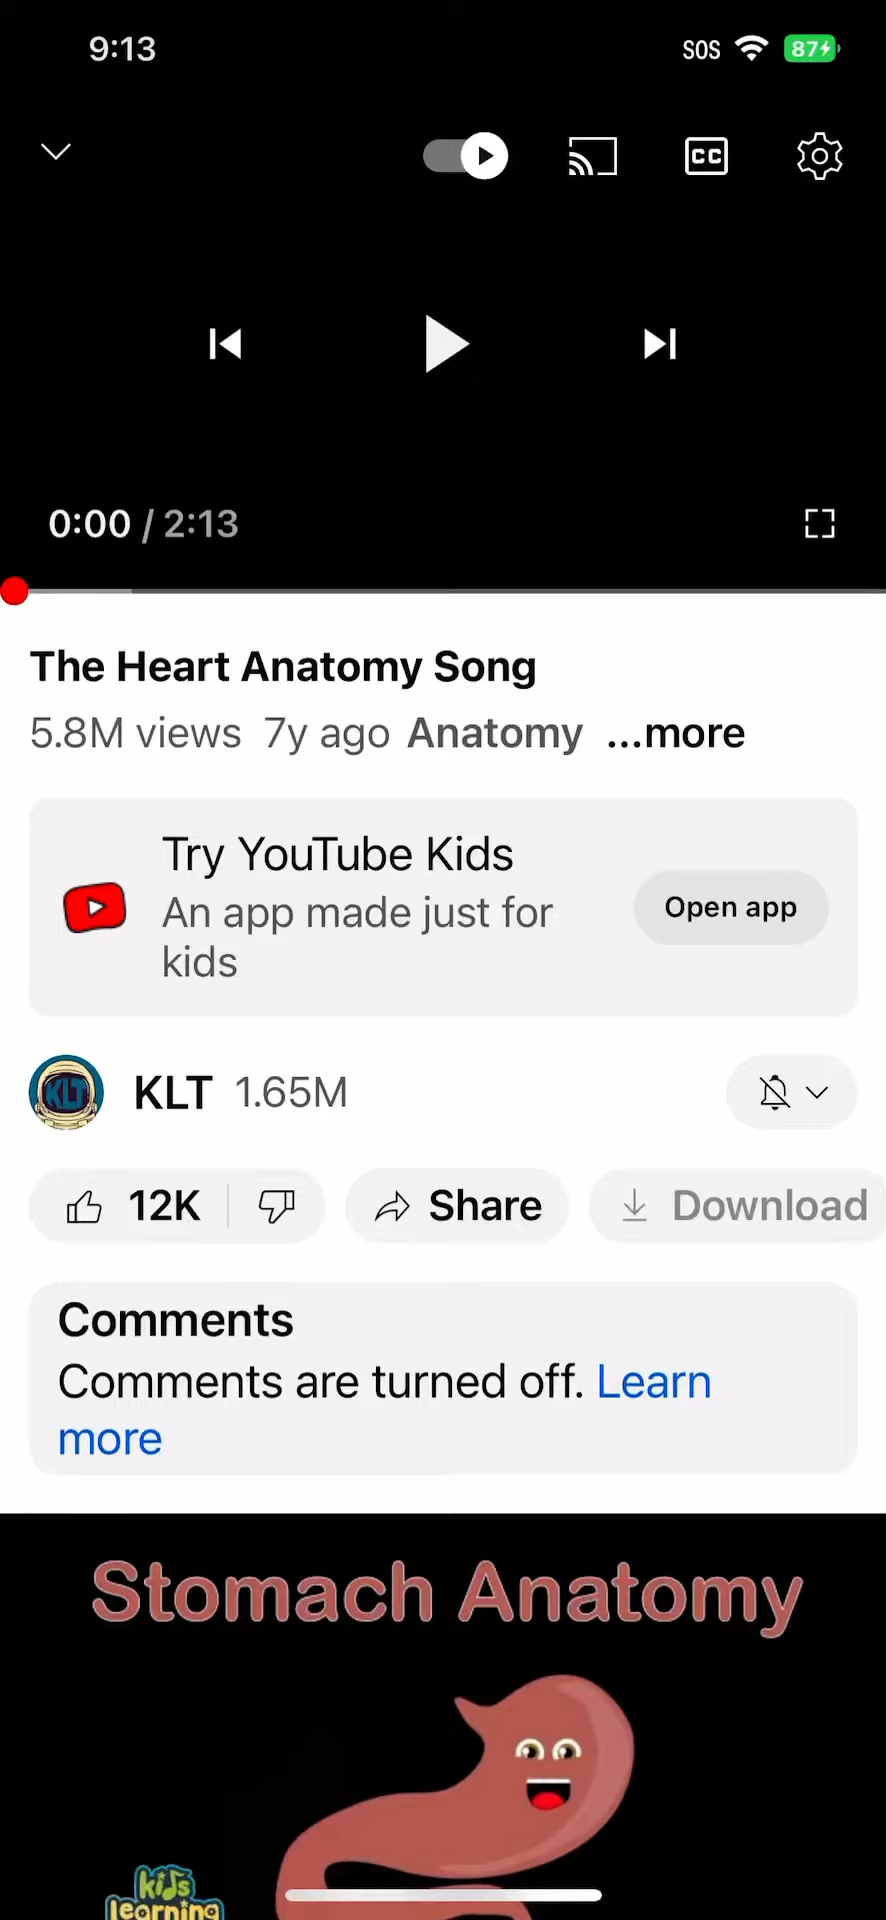 9:13
SOS
87
CC
0:00 / 2:13
The Heart Anatomy Song
5.8M views 7y ago Anatomy ...more
Try YouTube Kids
An app made just for
kids
Open app
KLT 1.65M
KLT
12K
Share
Download
Comments
Comments are turned off. Learn
more
Stomach Anatomy
kids
learning